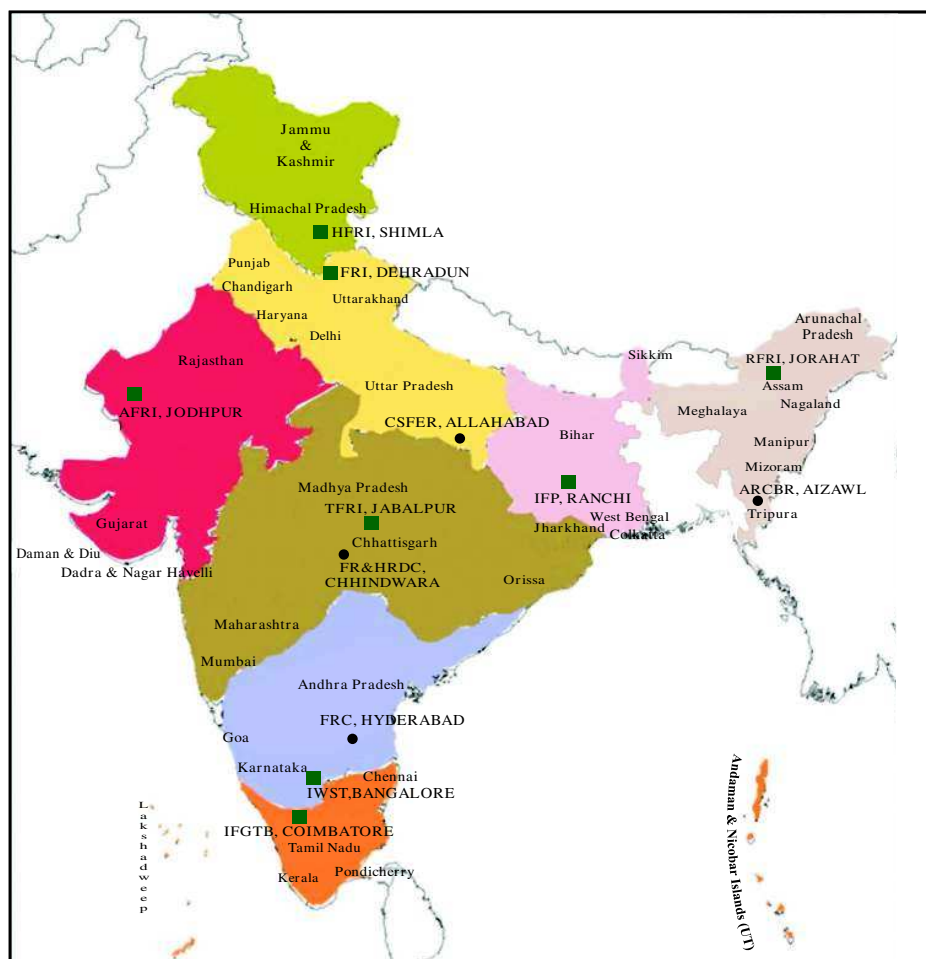 Jammu
&
Kashmir
Himachal Pradesh
HFRI, SHIMLA
Punjab
FRI, DEHRADUN
Chandigarh
Uttarakhand
Haryana
Delhi
Arunachal
Pradesh
Sikkim
RFRI, JORAHAT
Rajasthan
Uttar Pradesh
Assam
Nagaland
Meghalaya
AFRI, JODHPUR
CSFER, ALLAHABAD
Bihar
Manipur
Mizoram
Madhya Pradesh
IFP, RANCHI
ARCBR, AIZAWL
TFRI, JABALPUR
West Bengal
Tripura
Gujarat
Jharkhand
Colkatta
Chhattisgarh
Daman & Diu
FR&HRDC,
CHHINDWARA
Dadra & Nagar Havelli
Orissa
Maharashtra
Mumbai
Andhra Pradesh
FRC, HYDERABAD
Goa
Karnataka
Chennai
IWST,BANGALORE
IFGTB, COIMBATORE
Tamil Nadu
Pondicherry
Kerala
Lakshadweep
Andaman & Nicobar Islands (UT)